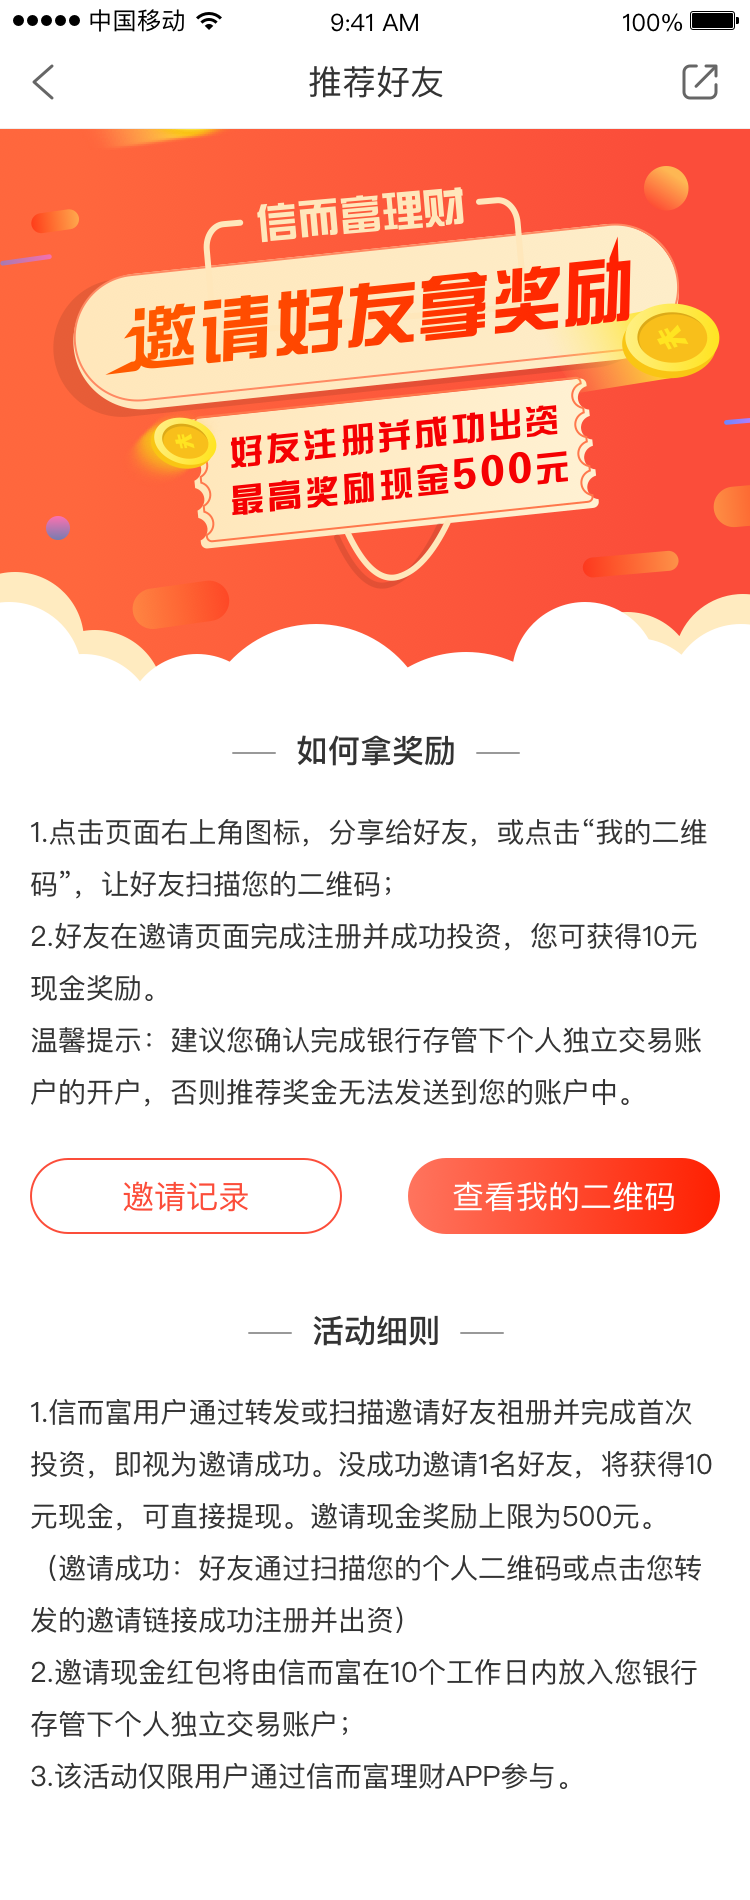 中国移动 9:41 AM 100%
推荐好友
信而富理财
邀请好友拿奖励
好友注册并成功出资
最高奖励现金500元
如何拿奖励
1.点击页面右上角图标，分享给好友，或点击“我的二维
码”，让好友扫描您的二维码；
2.好友在邀请页面完成注册并成功投资，您可获得10元
现金奖励。
温馨提示：建议您确认完成银行存管下个人独立交易账
户的开户，否则推荐奖金无法发送到您的账户中。
邀请记录
查看我的二维码
活动细则
1.信而富用户通过转发或扫描邀请好友祖册并完成首次
投资，即视为邀请成功。没成功邀请1名好友，将获得10
元现金，可直接提现。邀请现金奖励上限为500元。
（邀请成功：好友通过扫描您的个人二维码或点击您转
发的邀请链接成功注册并出资）
2.邀请现金红包将由信而富在10个工作日内放入您银行
存管下个人独立交易账户；
3.该活动仅限用户通过信而富理财APP参与。